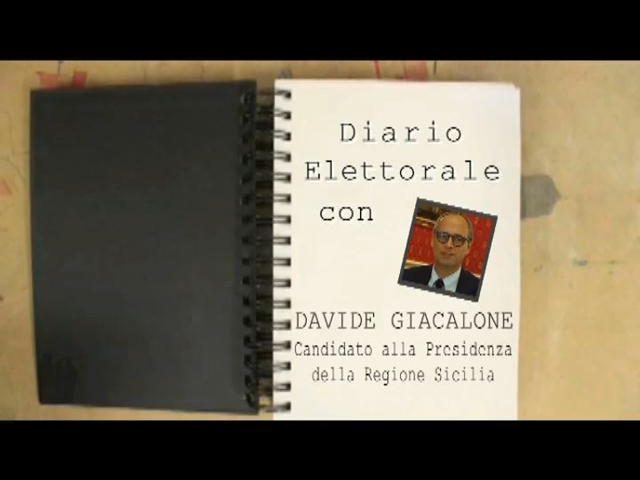 Diario
Elettorale
con
DAVIDE GIACALONE
Candidato alla Presidenza
della Regione Sicilia